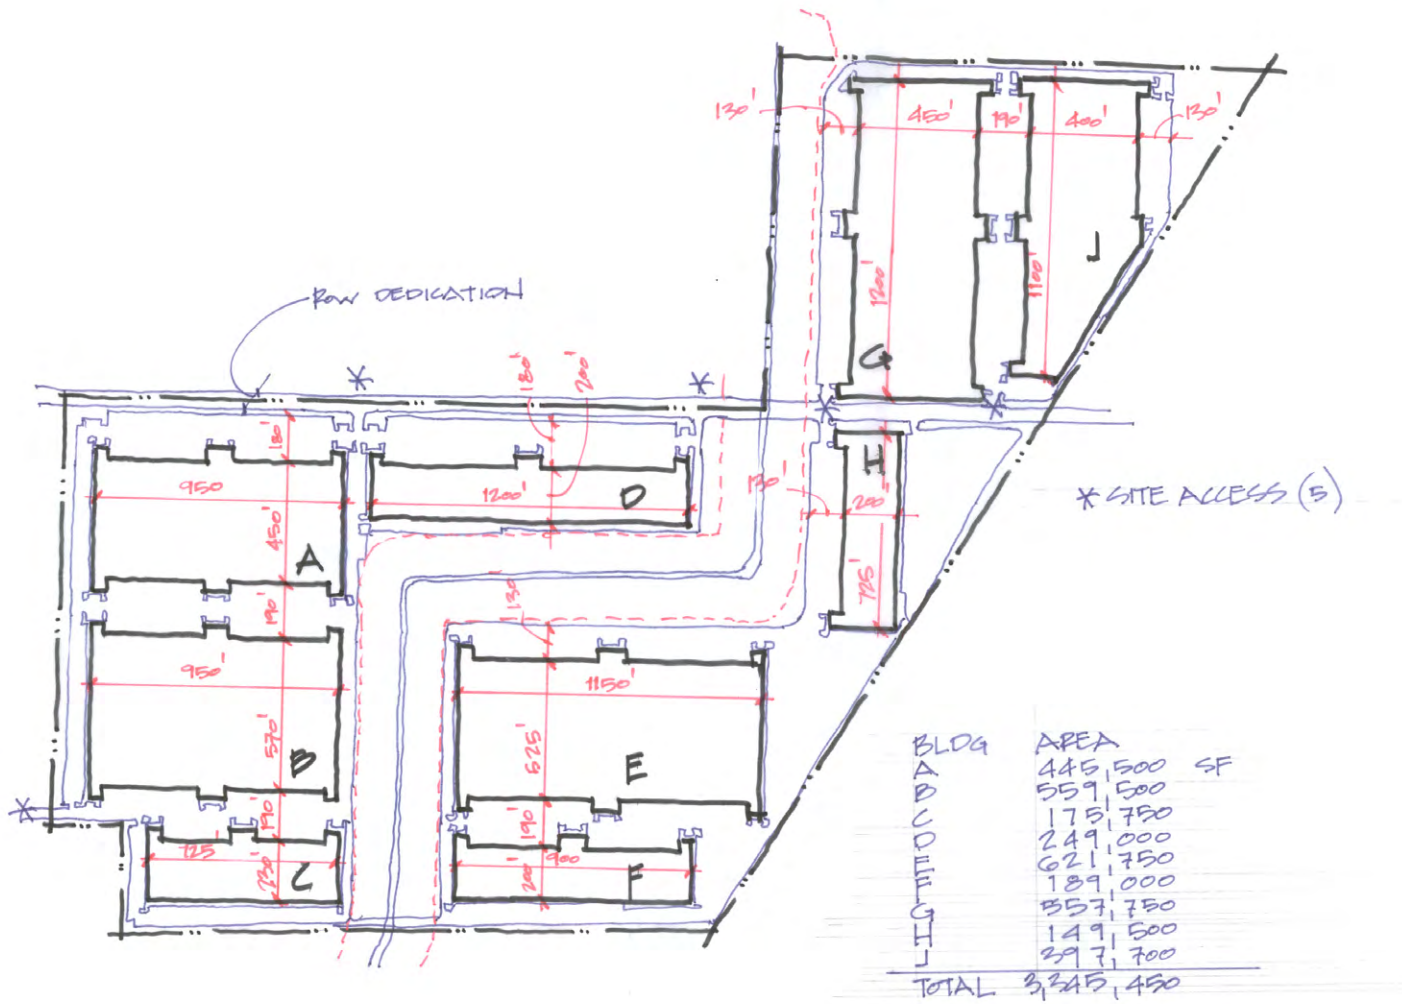 130'
450'
190'
400'
130'
1200'
1100'
G
J
ROW DEDICATION
180'
200'
180'
950
450'
A
1200'
D
130'
H
200'
725'
* SITE ACCESS (5)
190'
130'
950'
570'
B
1150'
525'
E
190'
725'
230'
C
190'
900
200'
F
BLDG AREA
A 445,500 SF
B 559,500
C 175,750
D 249,000
E 621,750
F 189,000
G 557,750
H 149,500
J 397,700
TOTAL 3,345,450